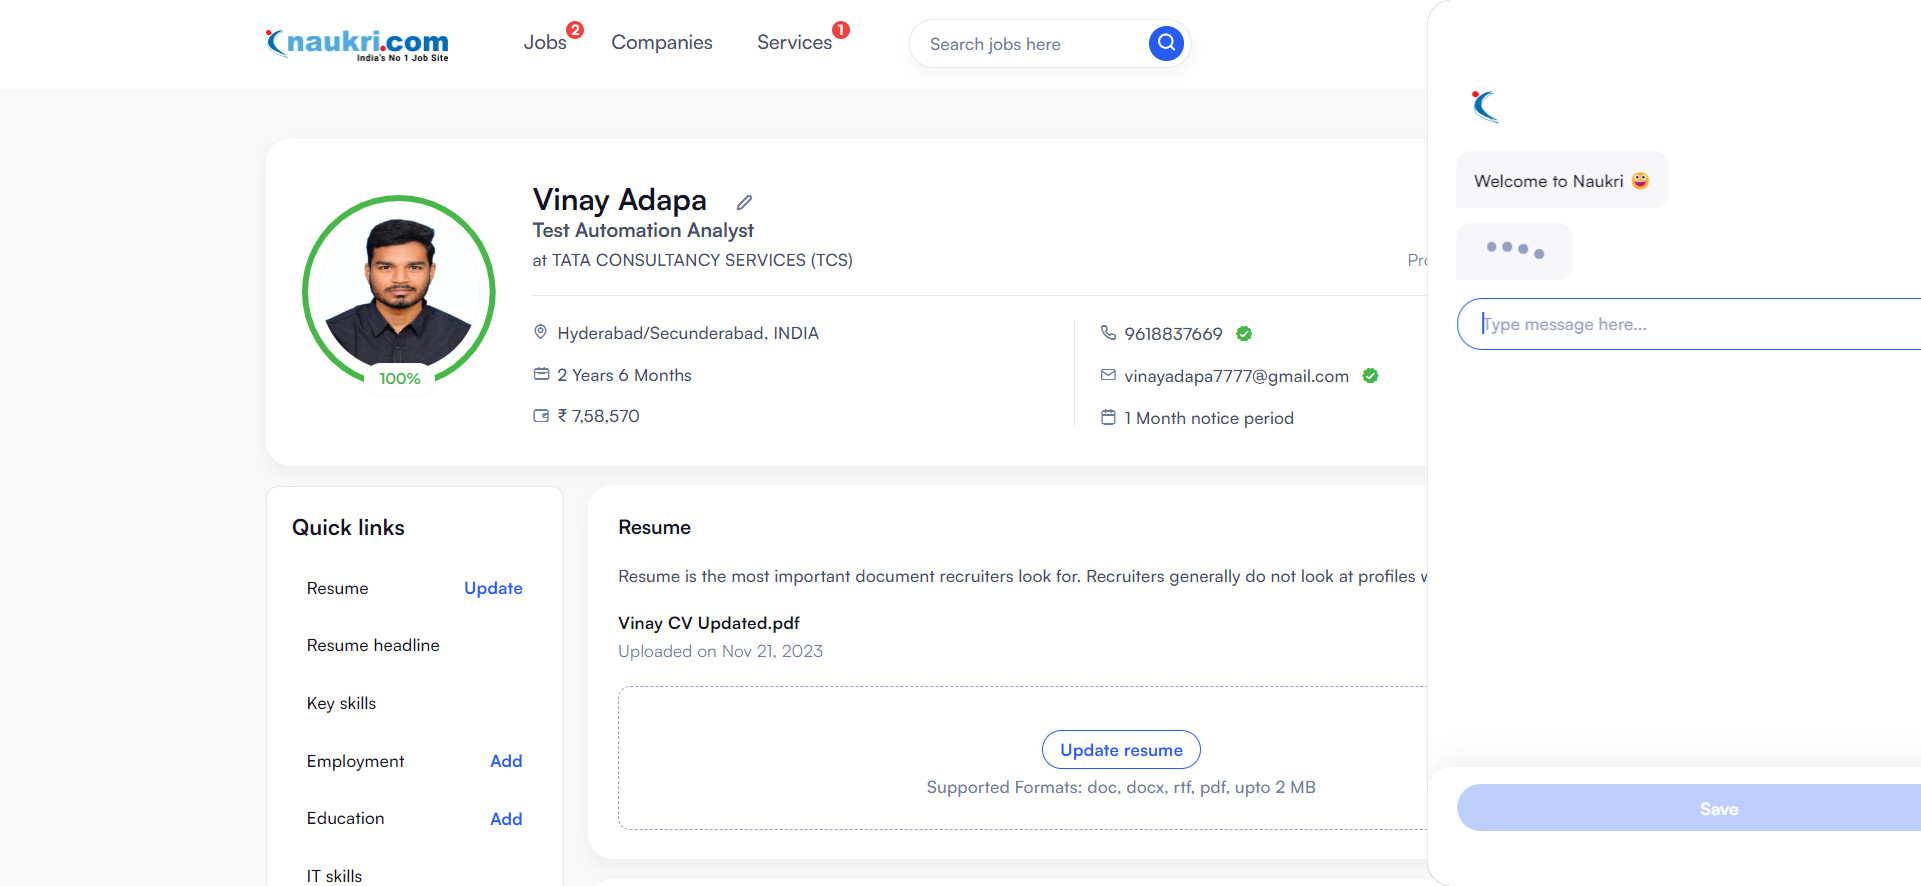 naukri.com
India's No 1 Job Site
Jobs 2
Companies
Services 1
Search jobs here
Vinay Adapa
Test Automation Analyst
at TATA CONSULTANCY SERVICES (TCS)
100%
Hyderabad/Secunderabad, INDIA
2 Years 6 Months
₹ 7,58,570
9618837669
vinayadapa7777@gmail.com
1 Month notice period
Quick links
Resume Update
Resume headline
Key skills
Employment Add
Education Add
IT skills
Resume
Resume is the most important document recruiters look for. Recruiters generally do not look at profiles
Vinay CV Updated.pdf
Uploaded on Nov 21, 2023
Update resume
Supported Formats: doc, docx, rtf, pdf, upto 2 MB
Welcome to Naukri 😀
Type message here...
Save